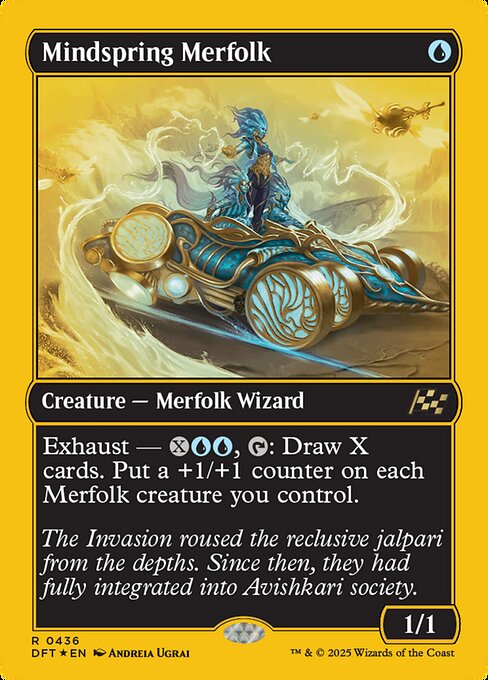 Mindspring Merfolk
Creature — Merfolk Wizard
Exhaust — X, : Draw X
cards. Put a +1/+1 counter on each
Merfolk creature you control.
The Invasion roused the reclusive jalpari
from the depths. Since then, they had
fully integrated into Avishkari society.
1/1
R 0436
DFT★EN Andreia Ugrai
™ & © 2025 Wizards of the Coast